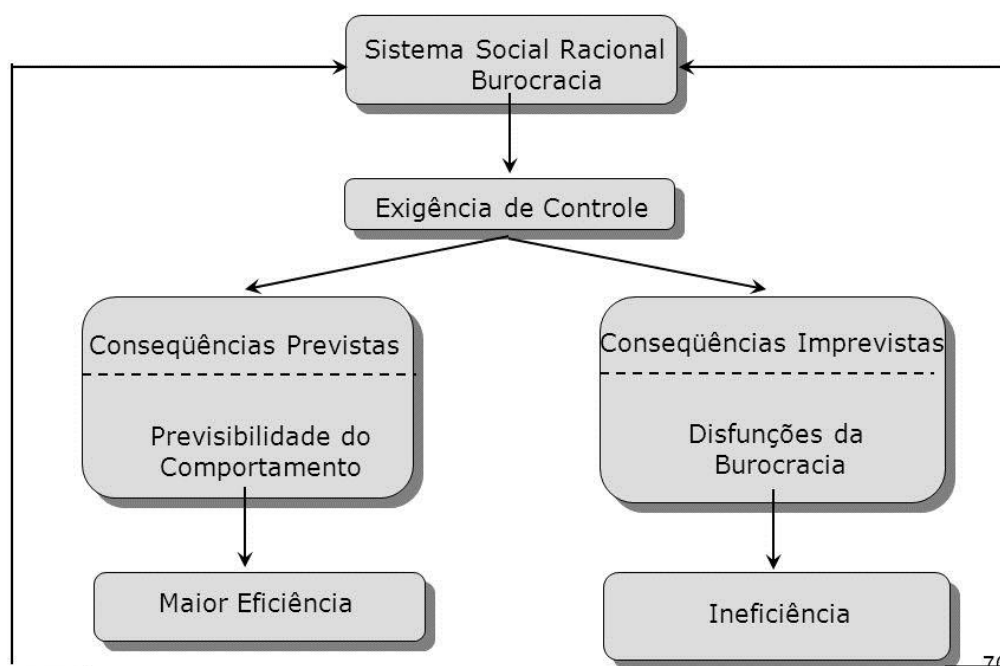 Sistema Social Racional
Burocracia
Exigência de Controle
Conseqüências Previstas
Previsibilidade do
Comportamento
Maior Eficiência
Conseqüências Imprevistas
Disfunções da
Burocracia
Ineficiência